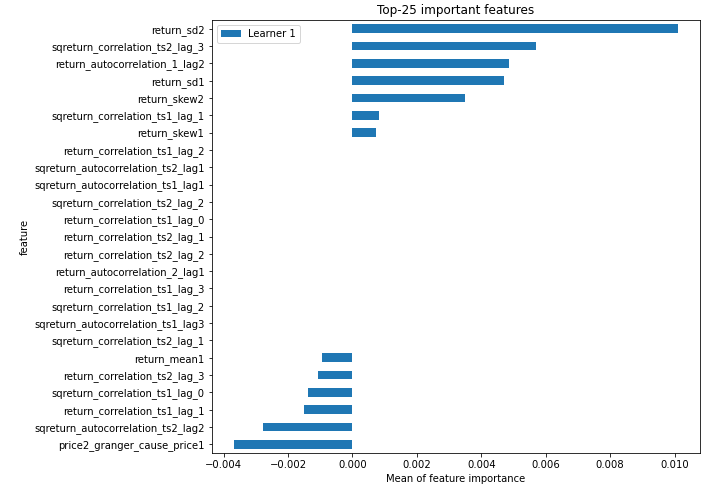 Top-25 important features
Learner 1
return_sd2
sqreturn_correlation_ts2_lag_3
return_autocorrelation_1_lag2
return_sd1
return_skew2
sqreturn_correlation_ts1_lag_1
return_skew1
return_correlation_ts1_lag_2
sqreturn_autocorrelation_ts2_lag1
sqreturn_autocorrelation_ts1_lag1
sqreturn_correlation_ts2_lag_2
return_correlation_ts1_lag_0
return_correlation_ts2_lag_1
return_correlation_ts2_lag_2
return_autocorrelation_2_lag1
return_correlation_ts1_lag_3
sqreturn_correlation_ts1_lag_2
sqreturn_autocorrelation_ts1_lag3
sqreturn_correlation_ts2_lag_1
return_mean1
return_correlation_ts2_lag_3
sqreturn_correlation_ts1_lag_0
return_correlation_ts1_lag_1
sqreturn_autocorrelation_ts2_lag2
price2_granger_cause_price1
feature
−0.004 −0.002 0.000 0.002 0.004 0.006 0.008 0.010
Mean of feature importance